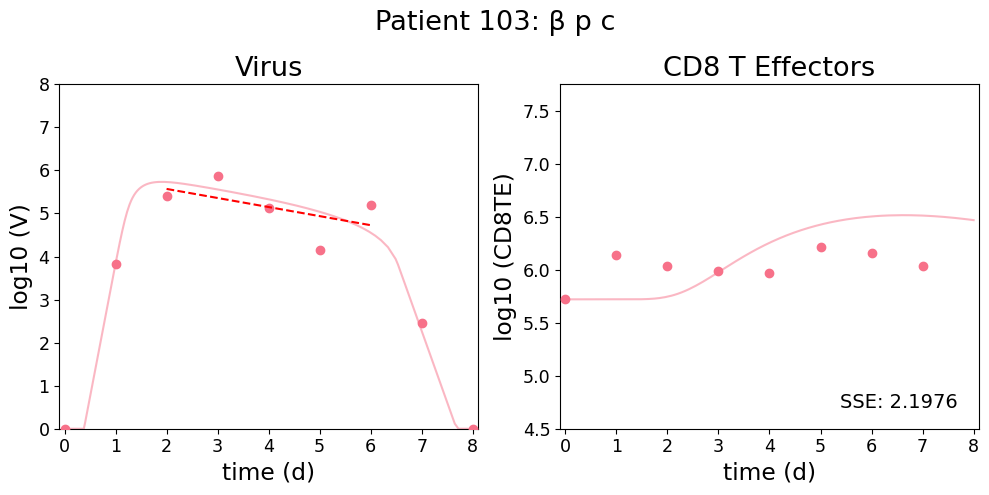 Patient 103: β p c
Virus
CD8 T Effectors
log10 (V)
8
7
6
5
4
3
2
1
0
0 1 2 3 4 5 6 7 8
time (d)
log10 (CD8TE)
7.5
7.0
6.5
6.0
5.5
5.0
4.5
SSE: 2.1976
0 1 2 3 4 5 6 7 8
time (d)